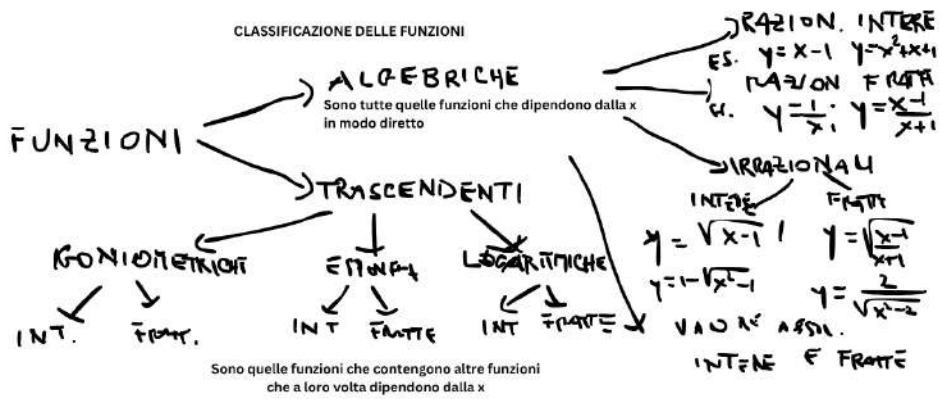 CLASSIFICAZIONE DELLE FUNZIONI
RAZION. INTERE
ES. y=x-1 y=x²+x+1
ALGEBRICHE
Sono tutte quelle funzioni che dipendono dalla x
in modo diretto
RAZION FRATTE
ES. y=1/x; y=x-1/x+1
FUNZIONI
IRRAZIONALI
INTERE FRATTE
TRASCENDENTI
y=√x-1 y=√x-1/x+1
y=1-√x²-1 y=2/√x²-2
GONIOMETRICHE LOGARITMICHE
INT. FRATT. INT FRATTE INT FRATTE
VALORE ASSOL.
INTERE E FRATTE
Sono quelle funzioni che contengono altre funzioni
che a loro volta dipendono dalla x